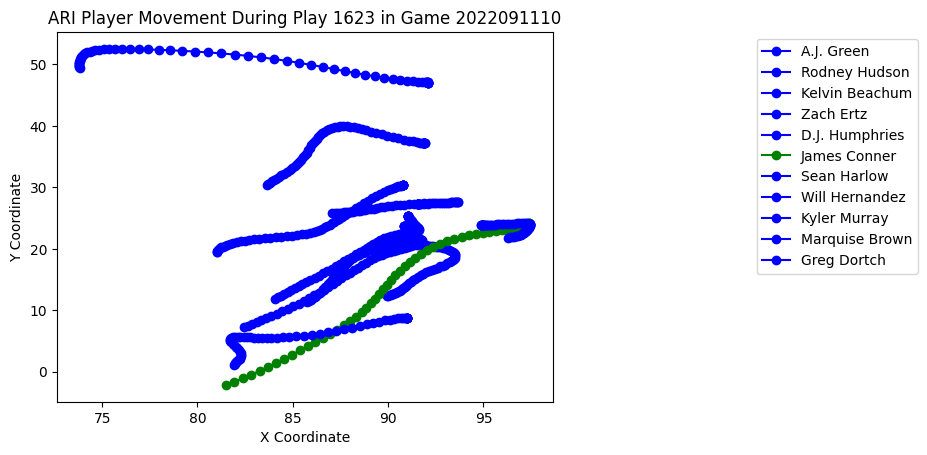 ARI Player Movement During Play 1623 in Game 2022091110
Y Coordinate
50
40
30
20
10
0
75
80
85
90
95
X Coordinate
A.J. Green
Rodney Hudson
Kelvin Beachum
Zach Ertz
D.J. Humphries
James Conner
Sean Harlow
Will Hernandez
Kyler Murray
Marquise Brown
Greg Dortch